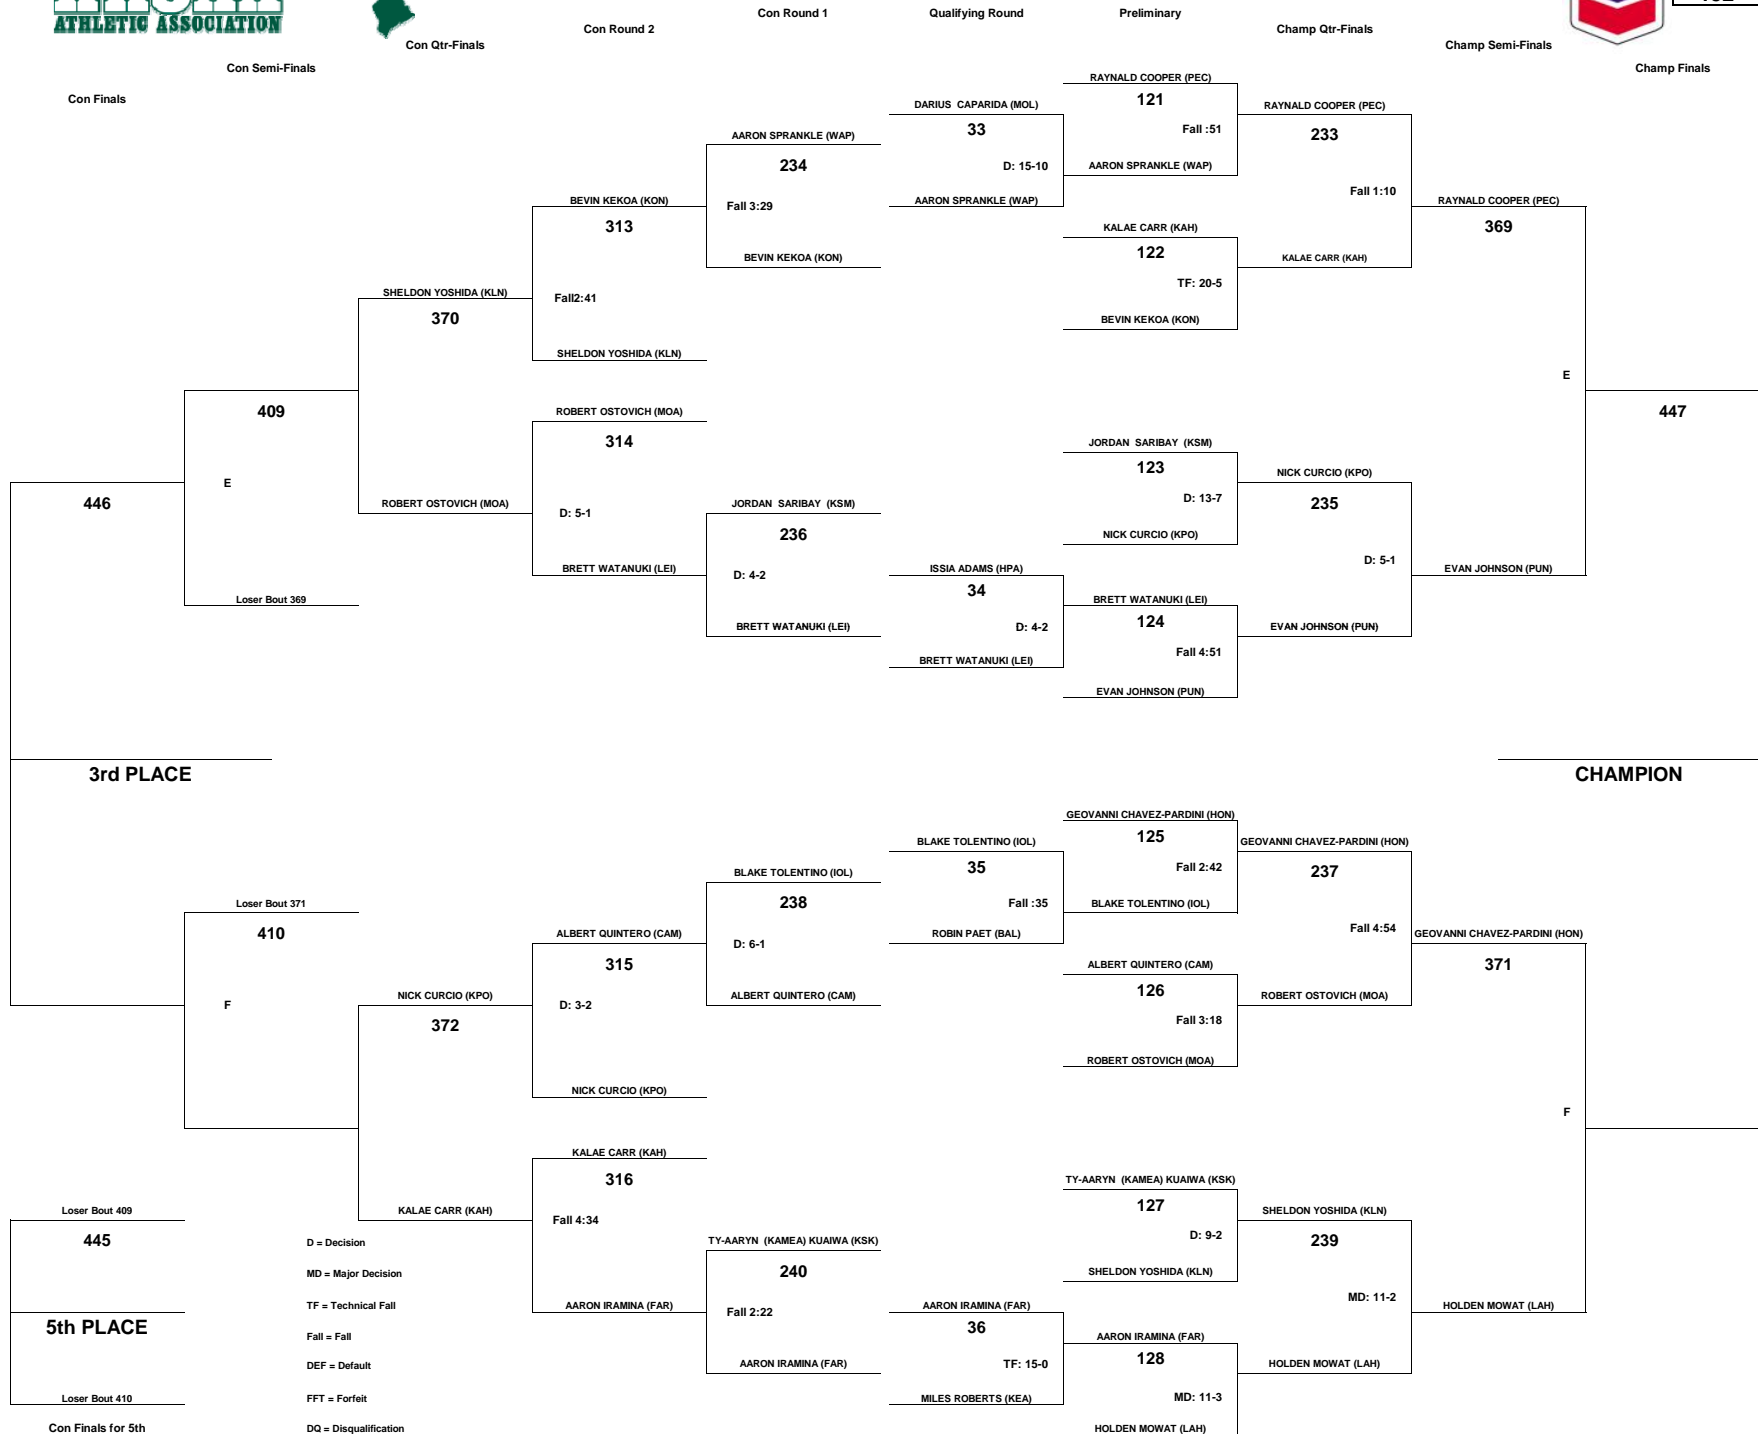 ATHLETIC ASSOCIATION
Con Round 1
Qualifying Round
Preliminary
Con Round 2
Champ Qtr-Finals
Con Qtr-Finals
Champ Semi-Finals
Con Semi-Finals
Champ Finals
Con Finals
RAYNALD COOPER (PEC)
121
Fall :51
AARON SPRANKLE (WAP)
DARIUS  CAPARIDA (MOL)
33
D: 15-10
AARON SPRANKLE (WAP)
RAYNALD COOPER (PEC)
233
Fall 1:10
KALAE CARR (KAH)
AARON SPRANKLE (WAP)
234
Fall 3:29
BEVIN KEKOA (KON)
BEVIN KEKOA (KON)
313
Fall2:41
SHELDON YOSHIDA (KLN)
KALAE CARR (KAH)
122
TF: 20-5
BEVIN KEKOA (KON)
RAYNALD COOPER (PEC)
369
E
EVAN JOHNSON (PUN)
SHELDON YOSHIDA (KLN)
370
ROBERT OSTOVICH (MOA)
409
E
Loser Bout 369
447
ROBERT OSTOVICH (MOA)
314
D: 5-1
BRETT WATANUKI (LEI)
JORDAN  SARIBAY  (KSM)
123
D: 13-7
NICK CURCIO (KPO)
NICK CURCIO (KPO)
235
D: 5-1
EVAN JOHNSON (PUN)
446
JORDAN  SARIBAY  (KSM)
236
D: 4-2
BRETT WATANUKI (LEI)
ISSIA ADAMS (HPA)
34
D: 4-2
BRETT WATANUKI (LEI)
BRETT WATANUKI (LEI)
124
Fall 4:51
EVAN JOHNSON (PUN)
3rd PLACE
CHAMPION
GEOVANNI CHAVEZ-PARDINI (HON)
125
Fall 2:42
BLAKE TOLENTINO (IOL)
BLAKE TOLENTINO (IOL)
35
Fall :35
ROBIN PAET (BAL)
GEOVANNI CHAVEZ-PARDINI (HON)
237
Fall 4:54
ROBERT OSTOVICH (MOA)
BLAKE TOLENTINO (IOL)
238
D: 6-1
ALBERT QUINTERO (CAM)
Loser Bout 371
410
F
ALBERT QUINTERO (CAM)
315
D: 3-2
NICK CURCIO (KPO)
GEOVANNI CHAVEZ-PARDINI (HON)
371
F
HOLDEN MOWAT (LAH)
ALBERT QUINTERO (CAM)
126
Fall 3:18
ROBERT OSTOVICH (MOA)
NICK CURCIO (KPO)
372
KALAE CARR (KAH)
KALAE CARR (KAH)
316
Fall 4:34
AARON IRAMINA (FAR)
TY-AARYN  (KAMEA) KUAIWA (KSK)
127
D: 9-2
SHELDON YOSHIDA (KLN)
SHELDON YOSHIDA (KLN)
239
MD: 11-2
HOLDEN MOWAT (LAH)
TY-AARYN  (KAMEA) KUAIWA (KSK)
240
Fall 2:22
AARON IRAMINA (FAR)
AARON IRAMINA (FAR)
36
TF: 15-0
MILES ROBERTS (KEA)
AARON IRAMINA (FAR)
128
MD: 11-3
HOLDEN MOWAT (LAH)
Loser Bout 409
445
5th PLACE
Loser Bout 410
Con Finals for 5th
D = Decision
MD = Major Decision
TF = Technical Fall
Fall = Fall
DEF = Default
FFT = Forfeit
DQ = Disqualification